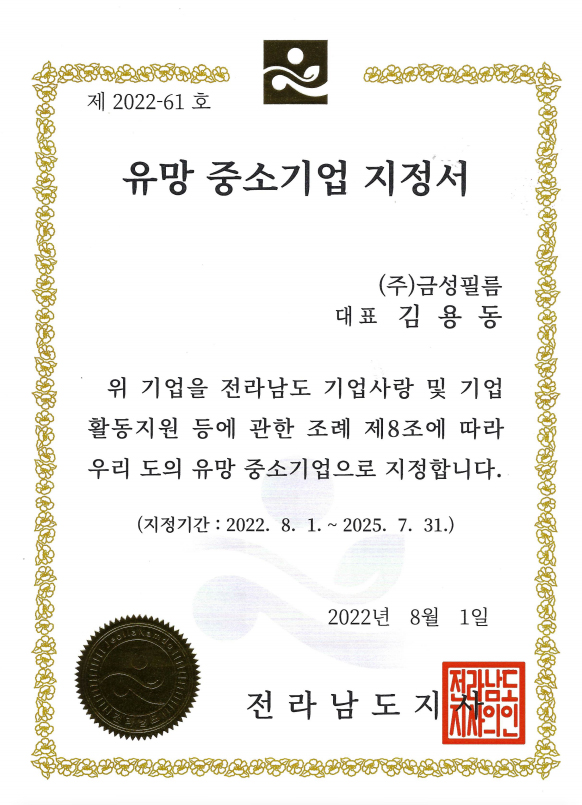 제 2022-61 호
유망 중소기업 지정서
(주)금성필름
대표 김 용 동
위 기업을 전라남도 기업사랑 및 기업
활동지원 등에 관한 조례 제8조에 따라
우리 도의 유망 중소기업으로 지정합니다.
(지정기간 : 2022. 8. 1. ~ 2025. 7. 31.)
2022년 8월 1일
전 라 남 도 지 사
전라남도
지사의인